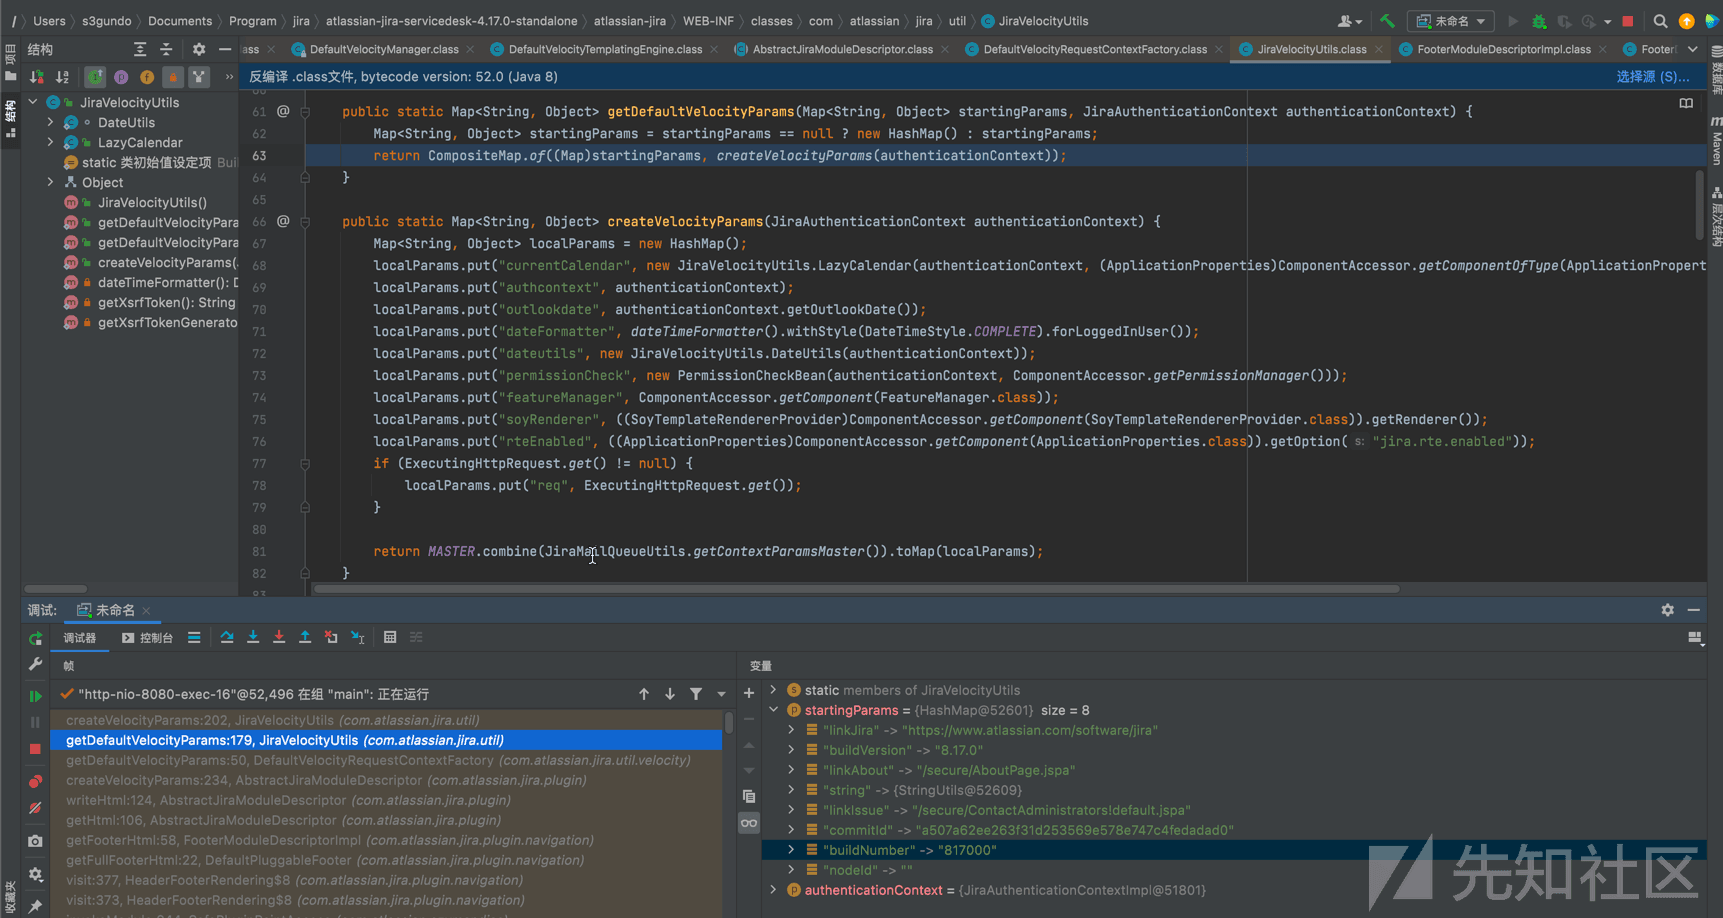 / › Users › s3gundo › Documents › Program › jira › atlassian-jira-servicedesk-4.17.0-standalone › atlassian-jira › WEB-INF › classes › com › atlassian › jira › util › JiraVelocityUtils
未命名
结构
ass × DefaultVelocityManager.class × DefaultVelocityTemplatingEngine.class × AbstractJiraModuleDescriptor.class × DefaultVelocityRequestContextFactory.class × JiraVelocityUtils.class × FooterModuleDescriptorImpl.class × Footer
反编译 .class文件, bytecode version: 52.0 (Java 8)
选择源 (S)...
项目
结构
收藏夹
数据库
Maven
层次结构
JiraVelocityUtils
DateUtils
LazyCalendar
static 类初始值设定项 Bui
Object
JiraVelocityUtils()
getDefaultVelocityPara
getDefaultVelocityPara
createVelocityParams(.
dateTimeFormatter(): D
getXsrfToken(): String
getXsrfTokenGenerato
60
61 @ public static Map<String, Object> getDefaultVelocityParams(Map<String, Object> startingParams, JiraAuthenticationContext authenticationContext) {
62 Map<String, Object> startingParams = startingParams == null ? new HashMap() : startingParams;
63 return CompositeMap.of((Map)startingParams, createVelocityParams(authenticationContext));
64 }
65
66 @ public static Map<String, Object> createVelocityParams(JiraAuthenticationContext authenticationContext) {
67 Map<String, Object> localParams = new HashMap();
68 localParams.put("currentCalendar", new JiraVelocityUtils.LazyCalendar(authenticationContext, (ApplicationProperties)ComponentAccessor.getComponentOfType(ApplicationPropert
69 localParams.put("authcontext", authenticationContext);
70 localParams.put("outlookdate", authenticationContext.getOutlookDate());
71 localParams.put("dateFormatter", dateTimeFormatter().withStyle(DateTimeStyle.COMPLETE).forLoggedInUser());
72 localParams.put("dateutils", new JiraVelocityUtils.DateUtils(authenticationContext));
73 localParams.put("permissionCheck", new PermissionCheckBean(authenticationContext, ComponentAccessor.getPermissionManager()));
74 localParams.put("featureManager", ComponentAccessor.getComponent(FeatureManager.class));
75 localParams.put("soyRenderer", ((SoyTemplateRendererProvider)ComponentAccessor.getComponent(SoyTemplateRendererProvider.class)).getRenderer());
76 localParams.put("rteEnabled", ((ApplicationProperties)ComponentAccessor.getComponent(ApplicationProperties.class)).getOption( s: "jira.rte.enabled"));
77 if (ExecutingHttpRequest.get() != null) {
78 localParams.put("req", ExecutingHttpRequest.get());
79 }
80
81 return MASTER.combine(JiraMailQueueUtils.getContextParamsMaster()).toMap(localParams);
82 }
83
调试: 未命名 ×
调试器 控制台
帧
"http-nio-8080-exec-16"@52,496 在组 "main": 正在运行
createVelocityParams:202, JiraVelocityUtils (com.atlassian.jira.util)
getDefaultVelocityParams:179, JiraVelocityUtils (com.atlassian.jira.util)
getDefaultVelocityParams:50, DefaultVelocityRequestContextFactory (com.atlassian.jira.util.velocity)
createVelocityParams:234, AbstractJiraModuleDescriptor (com.atlassian.jira.plugin)
writeHtml:124, AbstractJiraModuleDescriptor (com.atlassian.jira.plugin)
getHtml:106, AbstractJiraModuleDescriptor (com.atlassian.jira.plugin)
getFooterHtml:58, FooterModuleDescriptorImpl (com.atlassian.jira.plugin.navigation)
getFullFooterHtml:22, DefaultPluggableFooter (com.atlassian.jira.plugin.navigation)
visit:377, HeaderFooterRendering$8 (com.atlassian.jira.plugin.navigation)
visit:373, HeaderFooterRendering$8 (com.atlassian.jira.plugin.navigation)
变量
static members of JiraVelocityUtils
startingParams = {HashMap@52601} size = 8
"linkJira" -> "https://www.atlassian.com/software/jira"
"buildVersion" -> "8.17.0"
"linkAbout" -> "/secure/AboutPage.jspa"
"string" -> {StringUtils@52609}
"linkIssue" -> "/secure/ContactAdministrators!default.jspa"
"commitId" -> "a507a62ee263f31d253569e578e747c4fedadad0"
"buildNumber" -> "817000"
"nodeId" -> ""
authenticationContext = {JiraAuthenticationContextImpl@51801}
先知社区